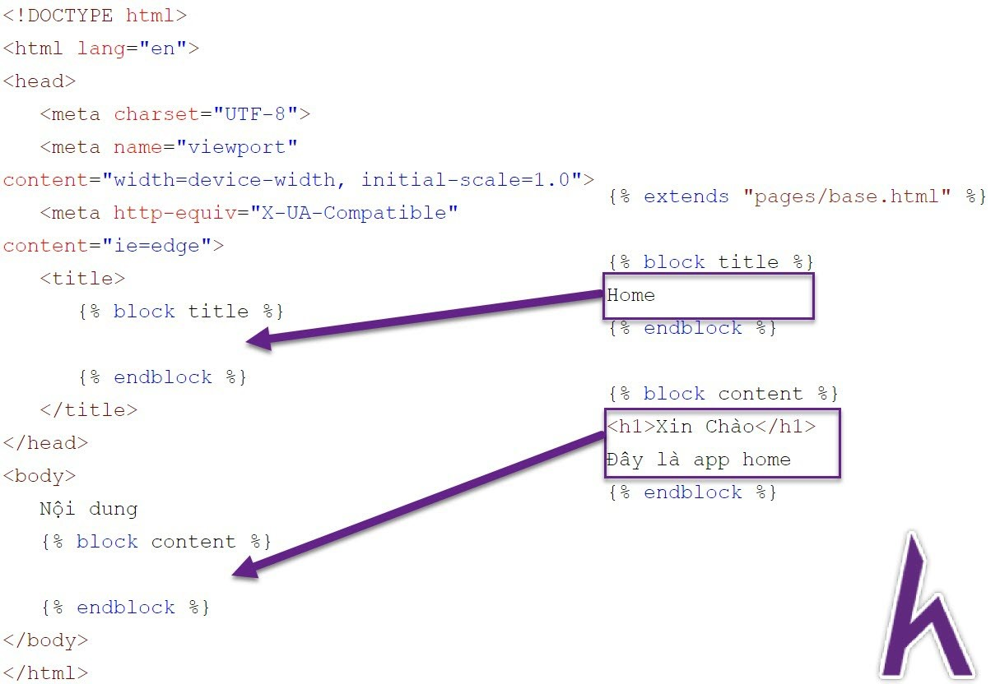 <!DOCTYPE html>
<html lang="en">
<head>
<meta charset="UTF-8">
<meta name="viewport"
content="width=device-width, initial-scale=1.0">
<meta http-equiv="X-UA-Compatible"
content="ie=edge">
<title>
{% block title %}
{% endblock %}
</title>
</head>
<body>
Nội dung
{% block content %}
{% endblock %}
</body>
</html>
{% extends "pages/base.html" %}
{% block title %}
Home
{% endblock %}
{% block content %}
<h1>Xin Chào</h1>
Đây là app home
{% endblock %}